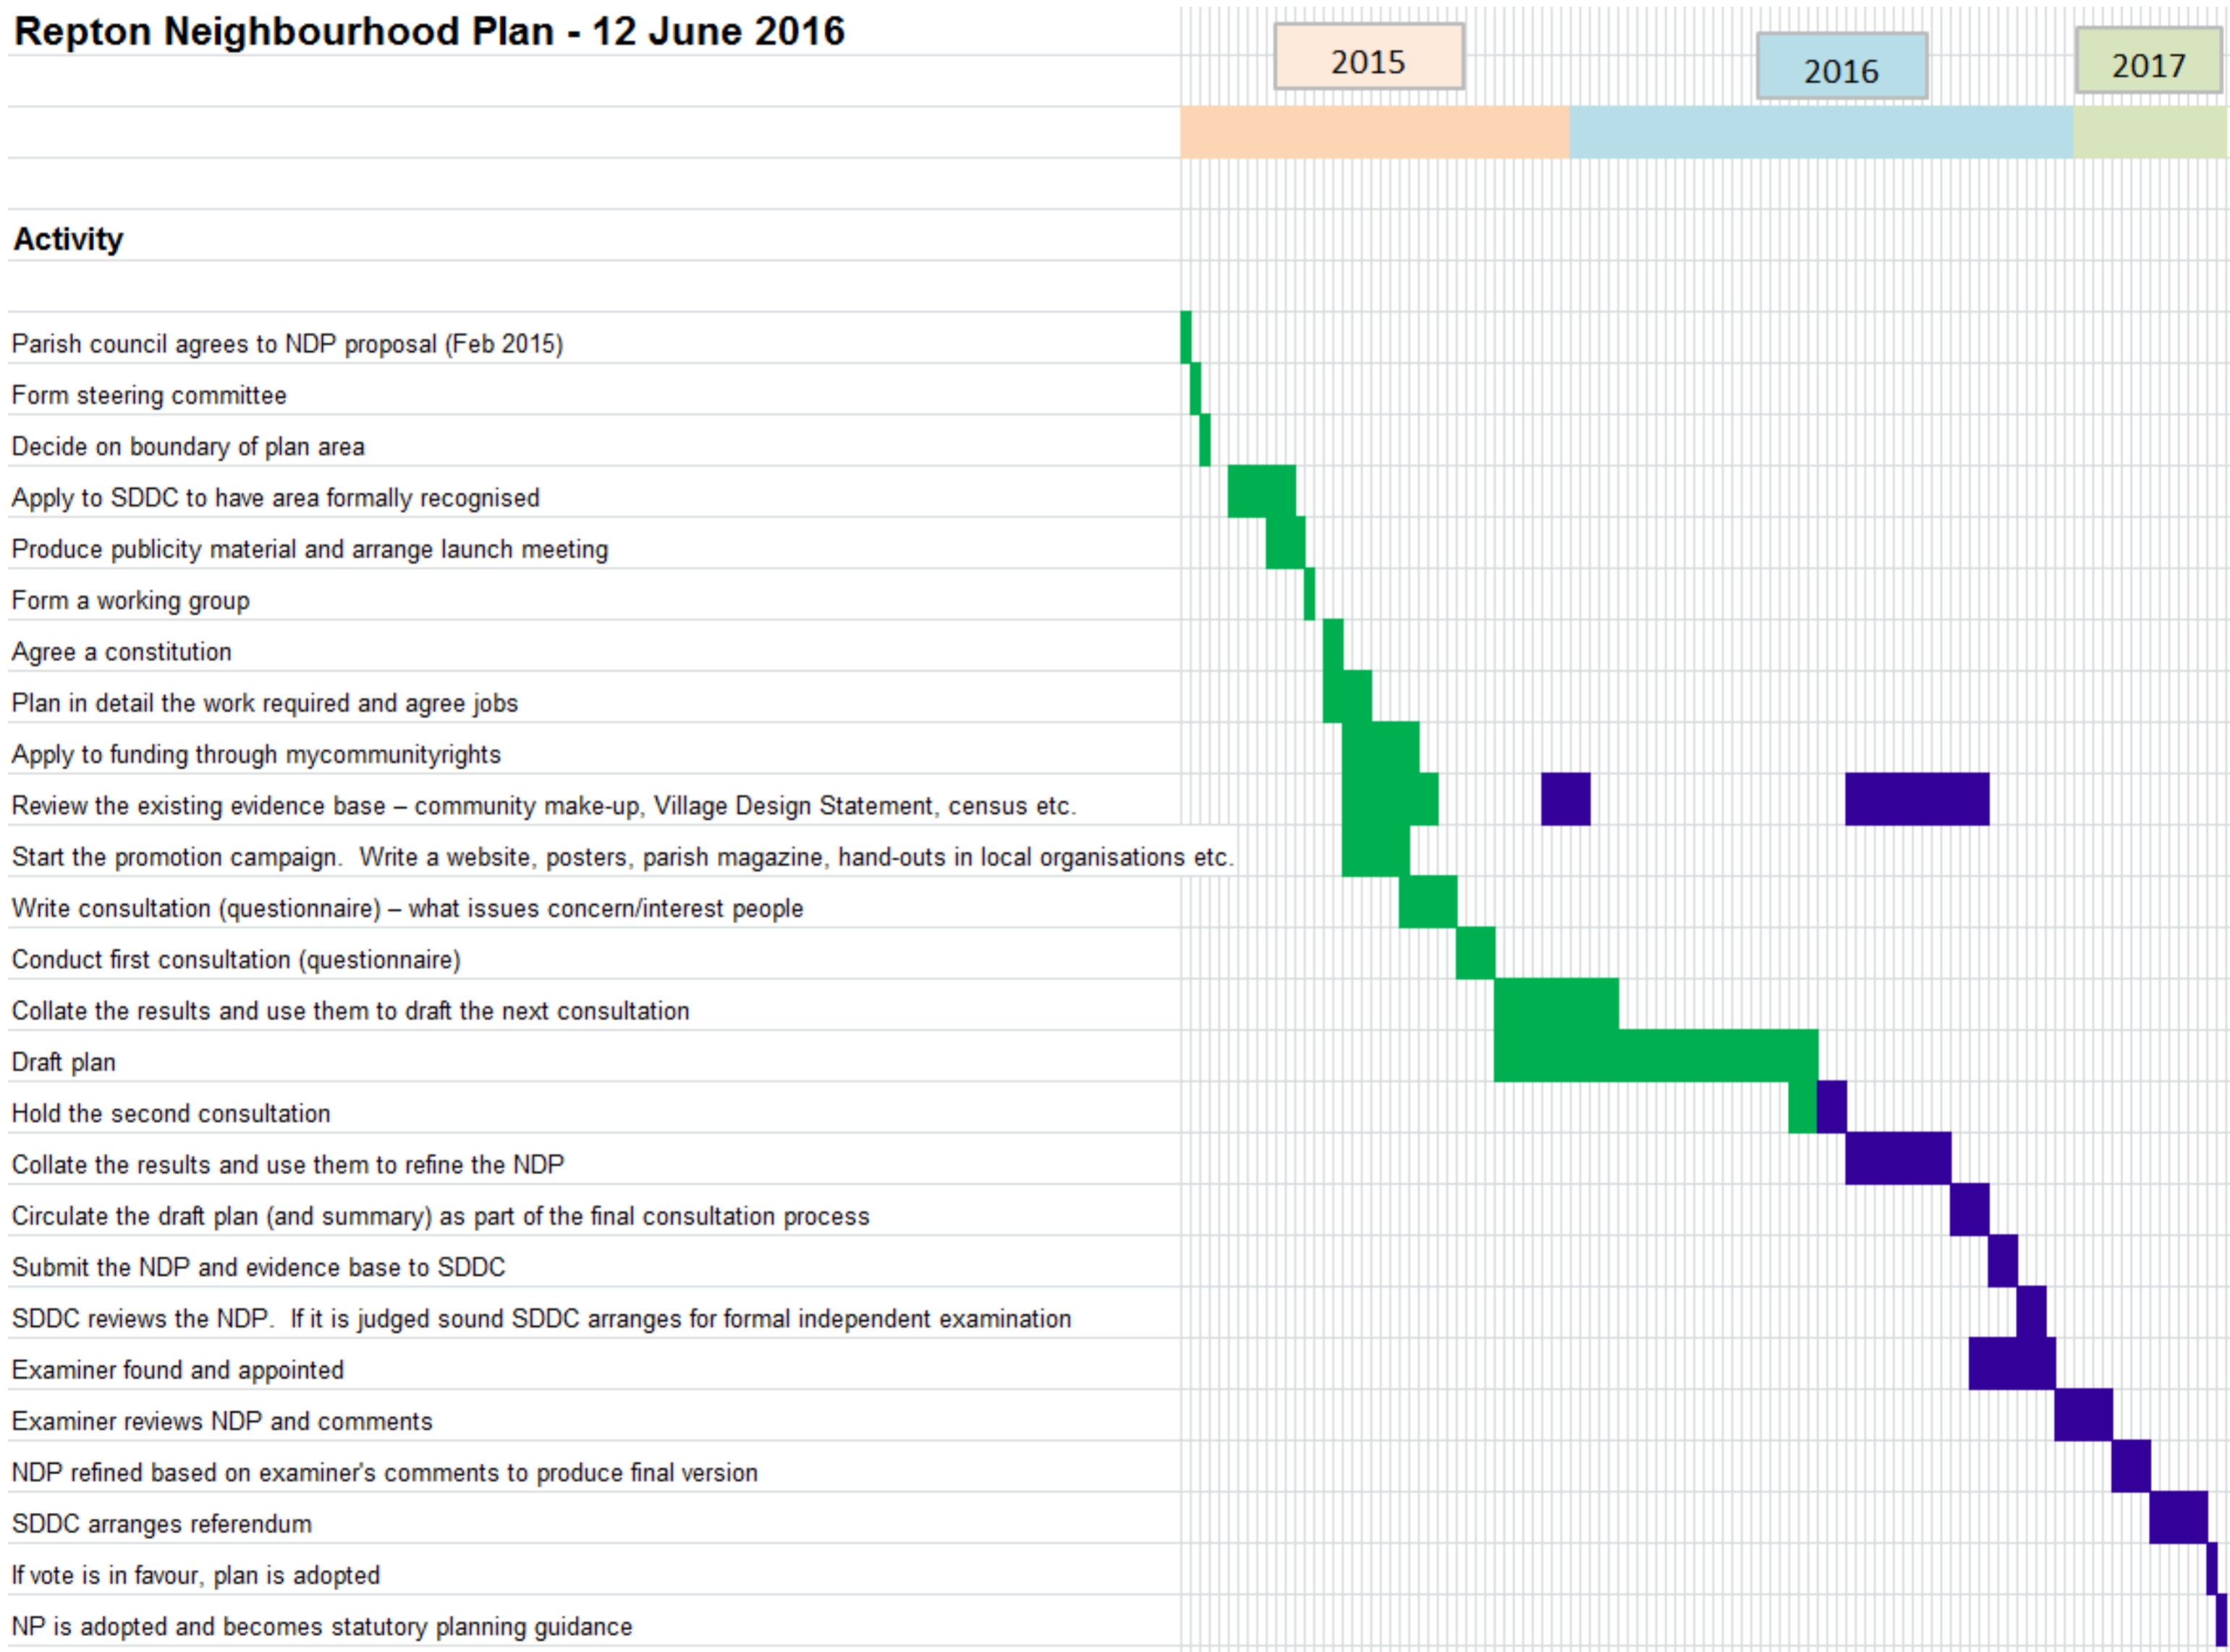 Repton Neighbourhood Plan - 12 June 2016
2015
2016
2017
Activity
Parish council agrees to NDP proposal (Feb 2015)
Form steering committee
Decide on boundary of plan area
Apply to SDDC to have area formally recognised
Produce publicity material and arrange launch meeting
Form a working group
Agree a constitution
Plan in detail the work required and agree jobs
Apply to funding through mycommunityrights
Review the existing evidence base – community make-up, Village Design Statement, census etc.
Start the promotion campaign.  Write a website, posters, parish magazine, hand-outs in local organisations etc.
Write consultation (questionnaire) – what issues concern/interest people
Conduct first consultation (questionnaire)
Collate the results and use them to draft the next consultation
Draft plan
Hold the second consultation
Collate the results and use them to refine the NDP
Circulate the draft plan (and summary) as part of the final consultation process
Submit the NDP and evidence base to SDDC
SDDC reviews the NDP.  If it is judged sound SDDC arranges for formal independent examination
Examiner found and appointed
Examiner reviews NDP and comments
NDP refined based on examiner's comments to produce final version
SDDC arranges referendum
If vote is in favour, plan is adopted
NP is adopted and becomes statutory planning guidance